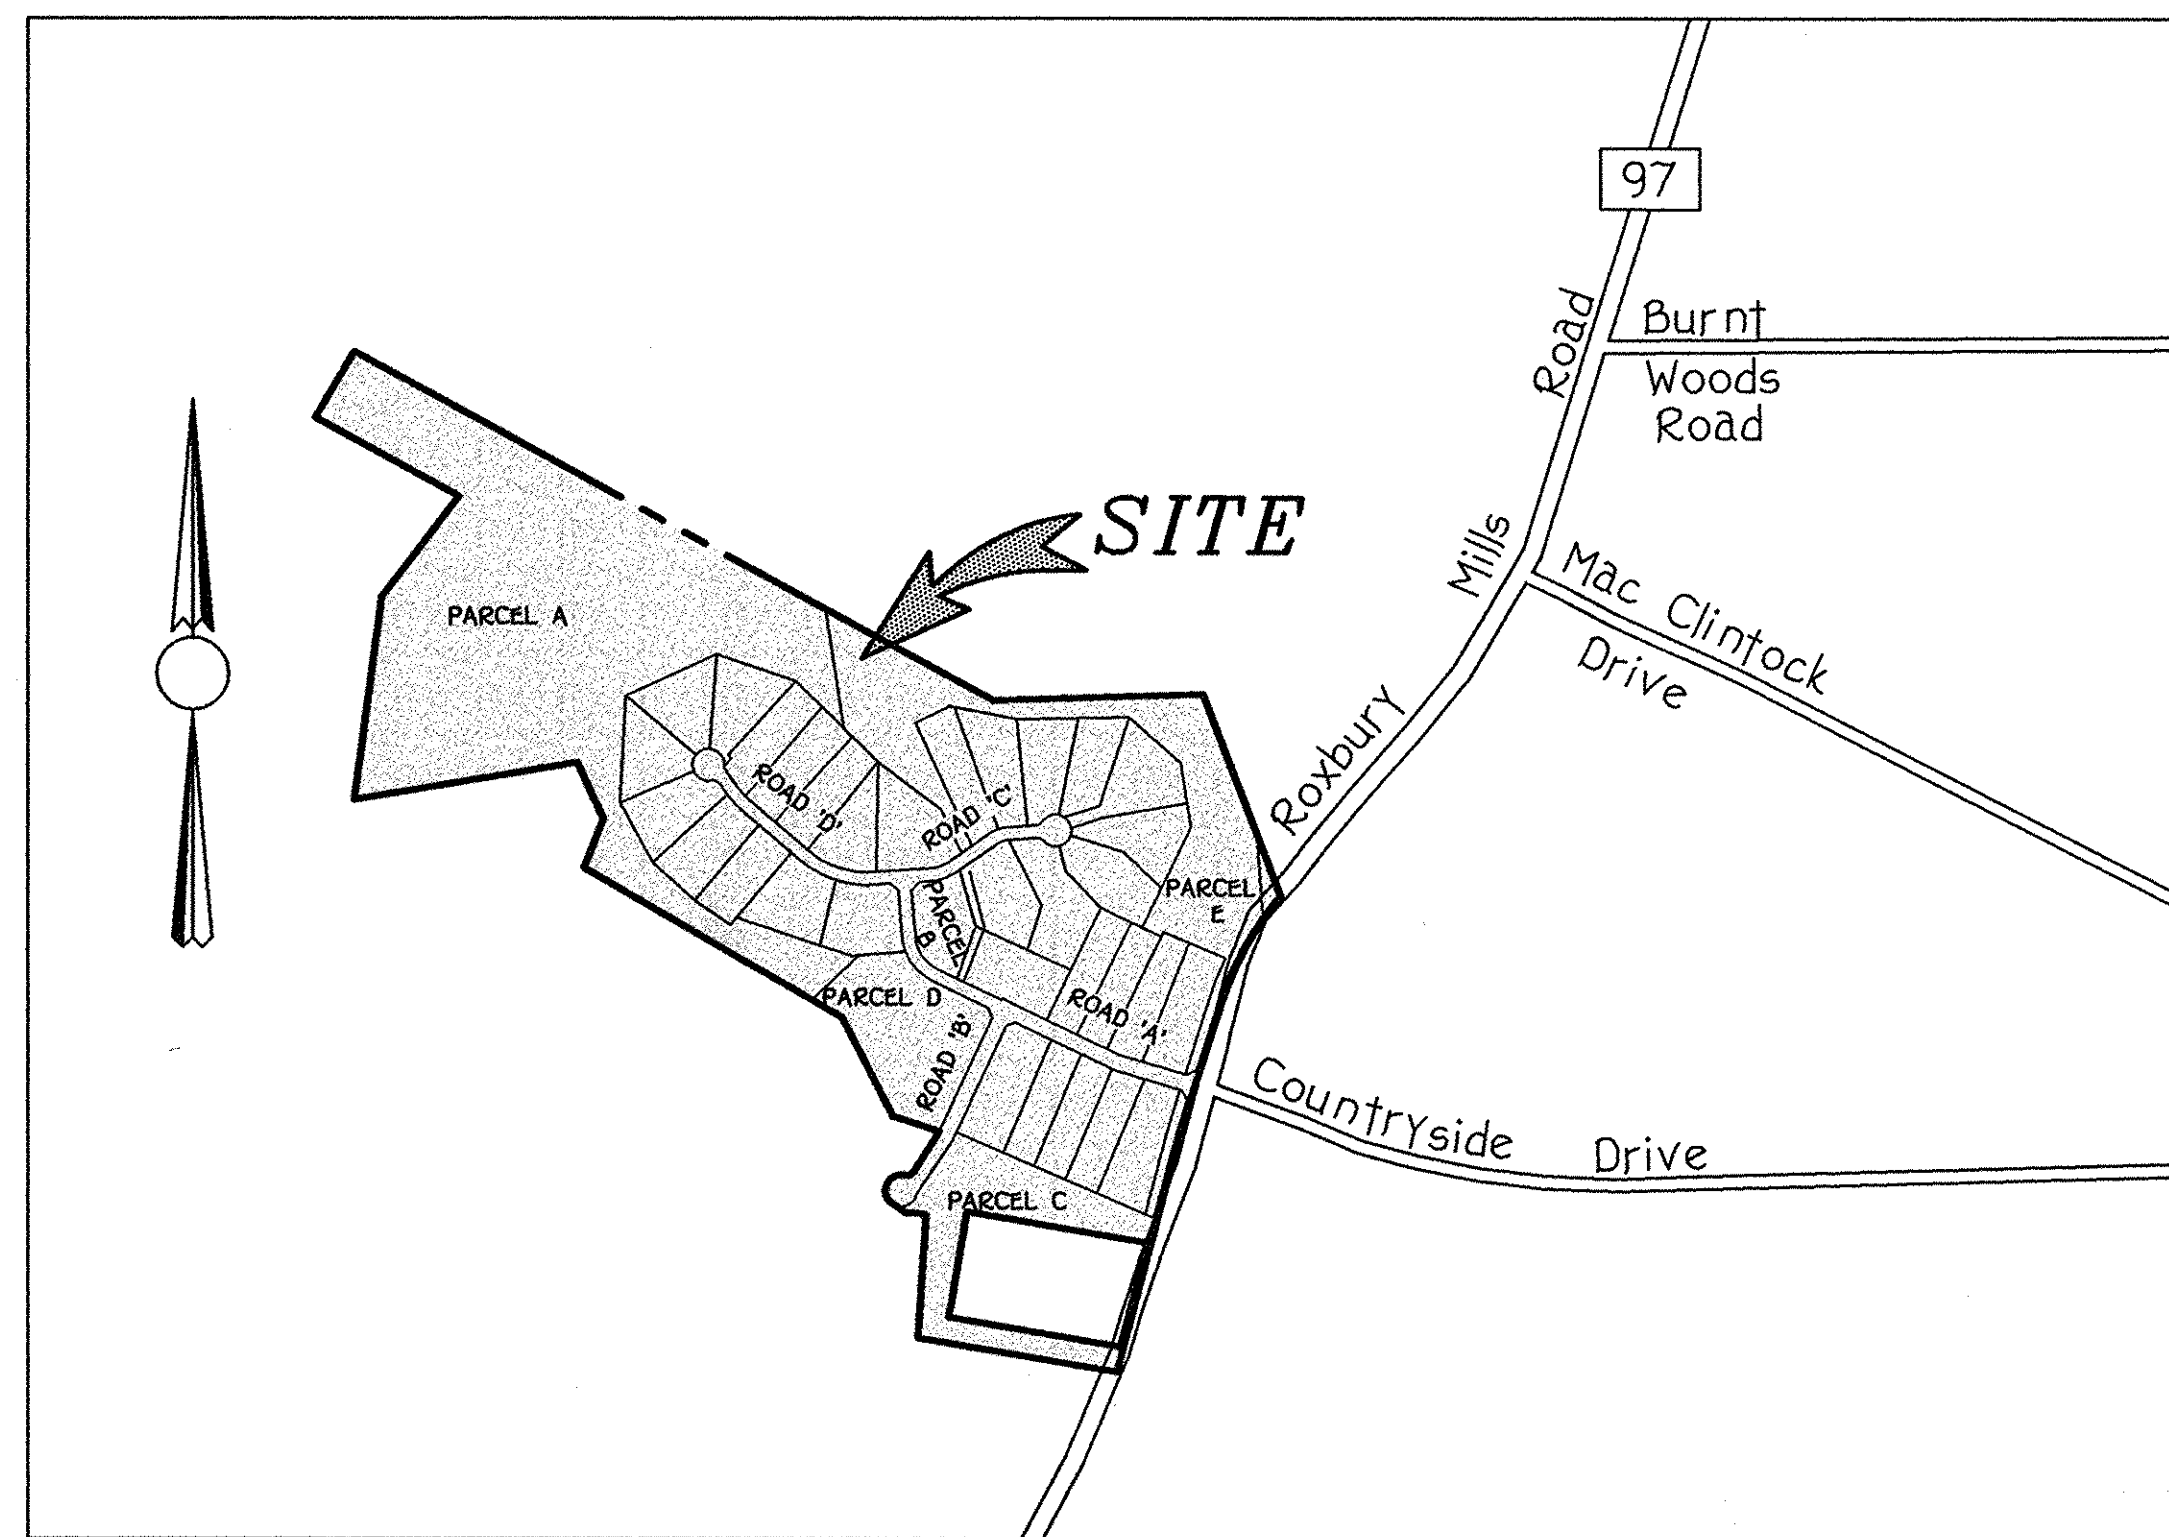 97
Burnt
Woods
Road
Roxbury Mills Road
SITE
Mac Clintock
Drive
PARCEL A
ROAD 'D'
ROAD 'C'
PARCEL
E
PARCEL
B
PARCEL D
ROAD 'A'
ROAD 'B'
Countryside Drive
PARCEL C